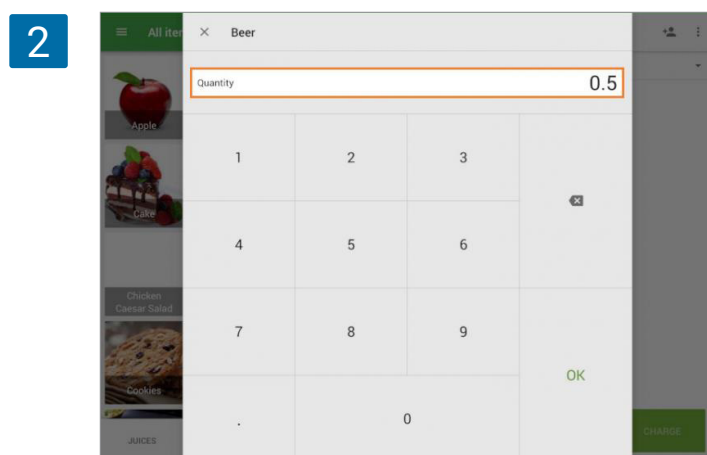 2
All iter
Beer
Quantity
0.5
Apple
1
2
3
Cake
4
5
6
Chicken
Caesar Salad
7
8
9
Cookies
OK
.
0
JUICES
CHARGE